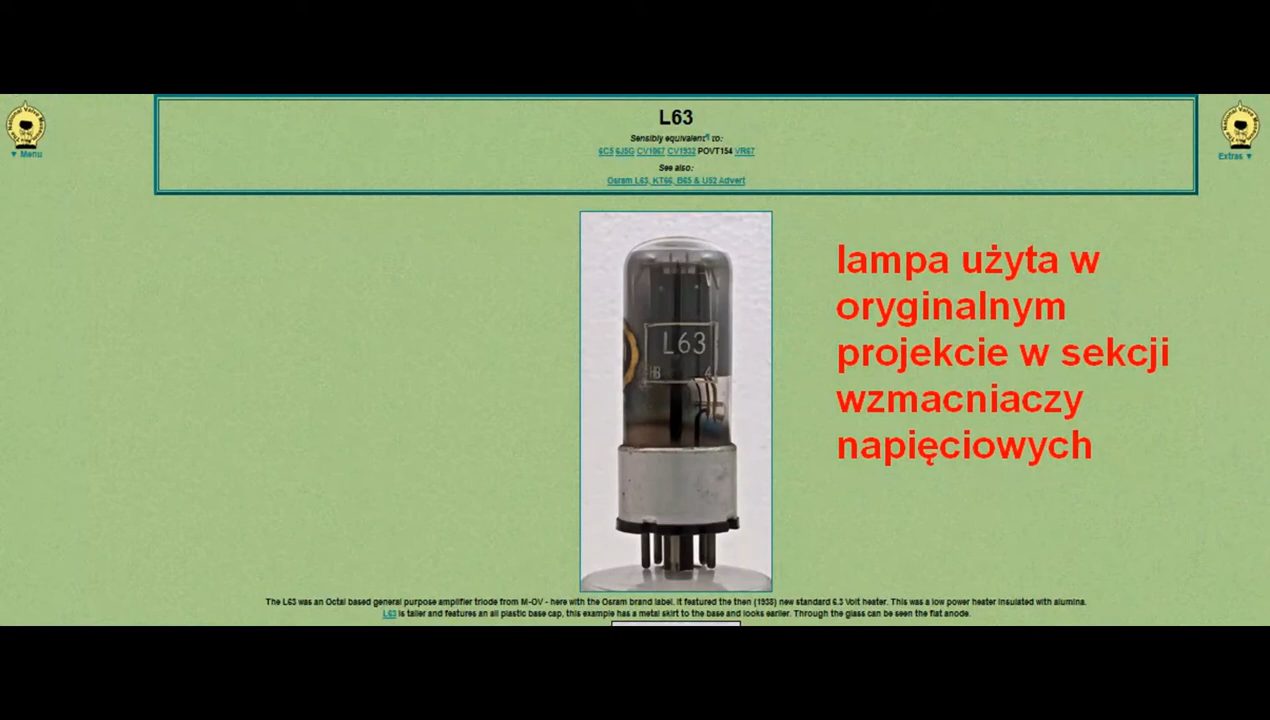 L63
Sensibly equivalent¶ to:
6C5 6J5G CV1067 CV1932 POVT154 VR67
See also:
Osram L63, KT66, B65 & U52 Advert
▼ Menu
Extras ▼
lampa użyta w
oryginalnym
projekcie w sekcji
wzmacniaczy
napięciowych
L63
The L63 was an Octal based general purpose amplifier triode from M-OV - here with the Osram brand label. It featured the then (1938) new standard 6.3 Volt heater. This was a low power heater insulated with alumina.
L63 is taller and features an all plastic base cap, this example has a metal skirt to the base and looks earlier. Through the glass can be seen the flat anode.